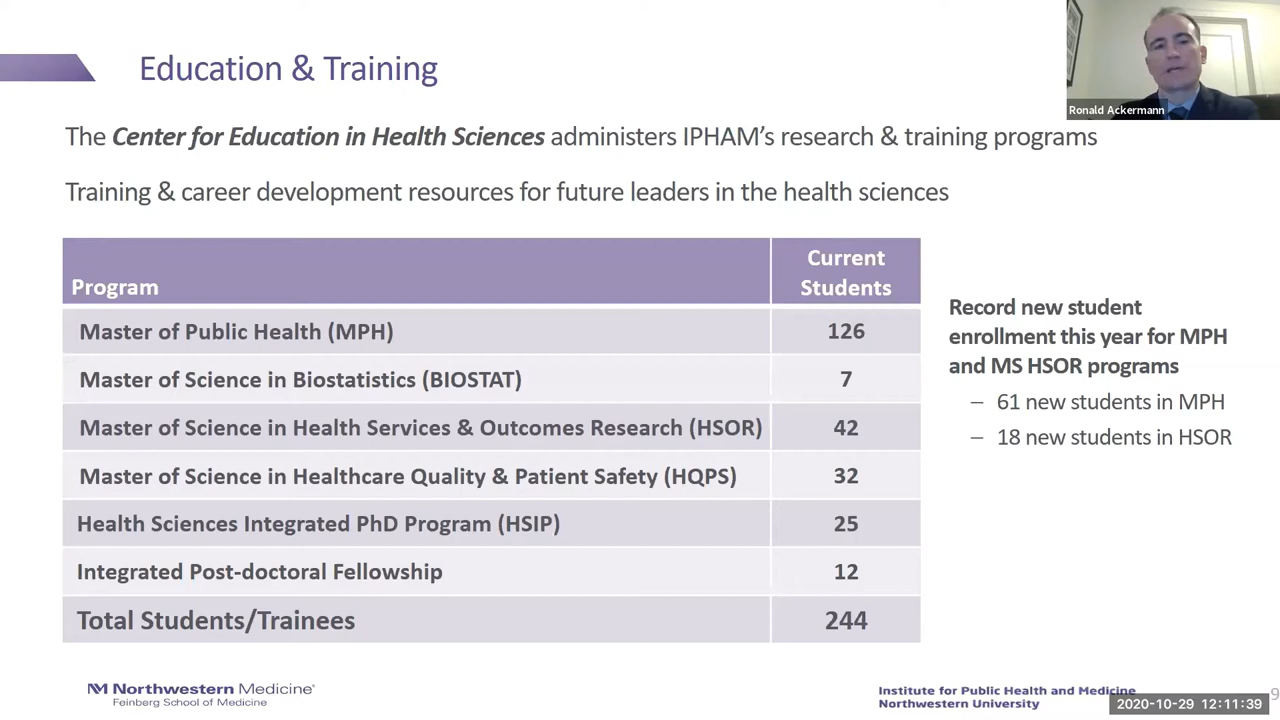 Education & Training
Ronald Ackermann
The Center for Education in Health Sciences administers IPHAM's research & training programs
Training & career development resources for future leaders in the health sciences
Program
Current
Students
Master of Public Health (MPH) 126
Master of Science in Biostatistics (BIOSTAT) 7
Master of Science in Health Services & Outcomes Research (HSOR) 42
Master of Science in Healthcare Quality & Patient Safety (HQPS) 32
Health Sciences Integrated PhD Program (HSIP) 25
Integrated Post-doctoral Fellowship 12
Total Students/Trainees 244
Record new student
enrollment this year for MPH
and MS HSOR programs
– 61 new students in MPH
– 18 new students in HSOR
Northwestern Medicine®
Feinberg School of Medicine
Institute for Public Health and Medicine
Northwestern University
9
2020-10-29 12:11:39